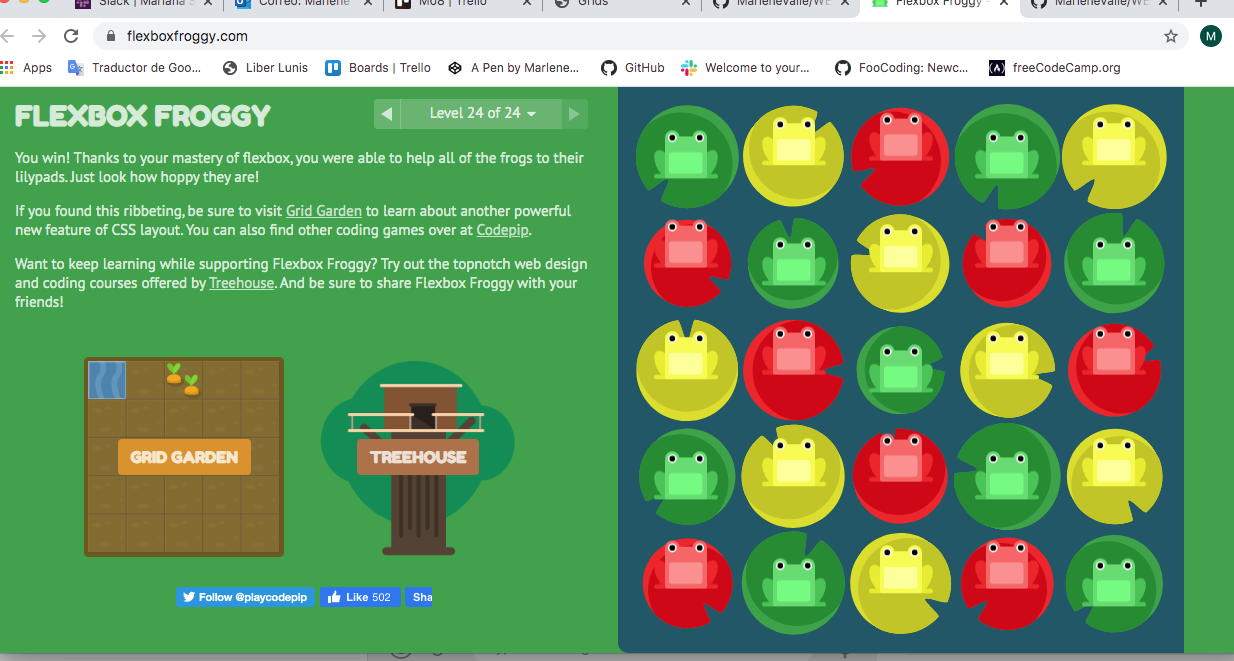 Slack | Mariana
Correo: Marlene
M08 | Trello
Grids
MarleneValle/WE
Flexbox Froggy -
MarleneValle/WE
flexboxfroggy.com
M
Apps
Traductor de Goo...
Liber Lunis
Boards | Trello
A Pen by Marlene...
GitHub
Welcome to your...
FooCoding: Newc...
freeCodeCamp.org
FLEXBOX FROGGY
Level 24 of 24
You win! Thanks to your mastery of flexbox, you were able to help all of the frogs to their
lilypads. Just look how hoppy they are!
If you found this ribbeting, be sure to visit Grid Garden to learn about another powerful
new feature of CSS layout. You can also find other coding games over at Codepip.
Want to keep learning while supporting Flexbox Froggy? Try out the topnotch web design
and coding courses offered by Treehouse. And be sure to share Flexbox Froggy with your
friends!
GRID GARDEN
TREEHOUSE
Follow @playcodepip
Like 502
Sha